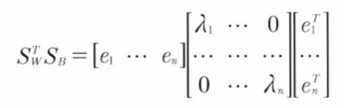 S_W^T S_B = [e_1 ⋯ e_n] [λ_1 ⋯ 0; ⋯ ⋯ ⋯; 0 ⋯ λ_n] [e_1^T; ⋯; e_n^T]